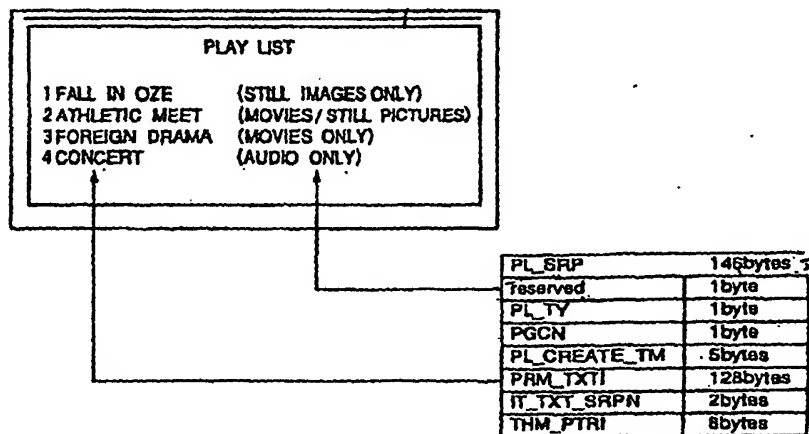 PLAY LIST
1 FALL IN OZE (STILL IMAGES ONLY)
2 ATHLETIC MEET (MOVIES/STILL PICTURES)
3 FOREIGN DRAMA (MOVIES ONLY)
4 CONCERT (AUDIO ONLY)
PL_SRP 146bytes
reserved 1byte
PL_TY 1byte
PGCN 1byte
PL_CREATE_TM 5bytes
PRM_TXTI 128bytes
IT_TXT_SRPN 2bytes
THM_PTRI 8bytes